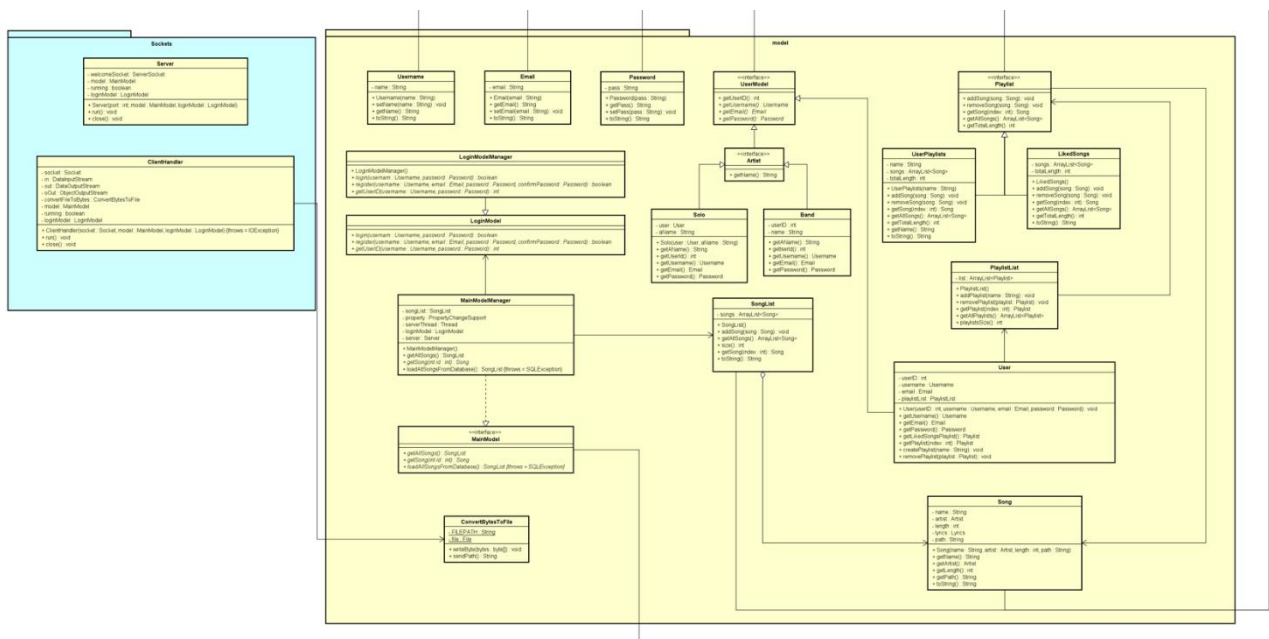 Sockets
Server
- welcomeSocket : ServerSocket
- model : MainModel
- running : boolean
- loginModel : LoginModel
+ Server(port : int, model : MainModel, loginModel : LoginModel)
+ run() : void
+ close() : void
ClientHandler
- socket : Socket
- in : DataInputStream
- out : DataOutputStream
- oOut : ObjectOutputStream
- convertFileToBytes : ConvertBytesToFile
- model : MainModel
- running : boolean
- loginModel : LoginModel
+ ClientHandler(socket : Socket, model : MainModel, loginModel : LoginModel) {throws = IOException}
+ run() : void
+ close() : void
model
Username
- name : String
+ Username(name : String)
+ setName(name : String) : void
+ getName() : String
+ toString() : String
Email
- email : String
+ Email(email : String)
+ getEmail() : String
+ setEmail(email : String) : void
+ toString() : String
Password
- pass : String
+ Password(pass : String)
+ getPass() : String
+ setPass(pass : String) : void
+ toString() : String
<<interface>>
UserModel
+ getUserID() : int
+ getUsername() : Username
+ getEmail() : Email
+ getPassword() : Password
<<interface>>
Playlist
+ addSong(song : Song) : void
+ removeSong(song : Song) : void
+ getSong(index : int) : Song
+ getAllSongs() : ArrayList<Song>
+ getTotalLength() : int
LoginModelManager
+ LoginModelManager()
+ login(username : Username, password : Password) : boolean
+ register(username : Username, email : Email, password : Password, confirmPassword : Password) : boolean
+ getUserID(username : Username, password : Password) : int
LoginModel
+ login(username : Username, password : Password) : boolean
+ register(username : Username, email : Email, password : Password, confirmPassword : Password) : boolean
+ getUserID(username : Username, password : Password) : int
<<interface>>
Artist
+ getName() : String
Solo
- user : User
- aName : String
+ Solo(user : User, aName : String)
+ getAName() : String
+ getUserId() : int
+ getUsername() : Username
+ getEmail() : Email
+ getPassword() : Password
Band
- userID : int
- name : String
+ getAName() : String
+ getUserId() : int
+ getUsername() : Username
+ getEmail() : Email
+ getPassword() : Password
UserPlaylists
- name : String
- songs : ArrayList<Song>
- totalLength : int
+ UserPlaylists(name : String)
+ addSong(song : Song) : void
+ removeSong(song : Song) : void
+ getSong(index : int) : Song
+ getAllSongs() : ArrayList<Song>
+ getTotalLength() : int
+ getName() : String
+ toString() : String
LikedSongs
- songs : ArrayList<Song>
- totalLength : int
+ LikedSongs()
+ addSong(song : Song) : void
+ removeSong(song : Song) : void
+ getSong(index : int) : Song
+ getAllSongs() : ArrayList<Song>
+ getTotalLength() : int
+ toString() : String
PlaylistList
- list : ArrayList<Playlist>
+ PlaylistList()
+ addPlaylist(name : String) : void
+ removePlaylist(playlist : Playlist) : void
+ getPlaylist(index : int) : Playlist
+ getAllPlaylists() : ArrayList<Playlist>
+ playlistsSize() : int
MainModelManager
- songList : SongList
- property : PropertyChangeSupport
- serverThread : Thread
- loginModel : LoginModel
- server : Server
+ MainModelManager()
+ getAllSongs() : SongList
+ getSong(int id : int) : Song
+ loadAllSongsFromDatabase() : SongList {throws = SQLException}
SongList
- songs : ArrayList<Song>
+ SongList()
+ addSong(song : Song) : void
+ getAllSongs() : ArrayList<Song>
+ size() : int
+ getSong(index : int) : Song
+ toString() : String
User
- userID : int
- username : Username
- email : Email
- playlistList : PlaylistList
+ User(userID : int, username : Username, email : Email, password : Password) : void
+ getUsername() : Username
+ getEmail() : Email
+ getPassword() : Password
+ getLikedSongsPlaylist() : Playlist
+ getPlaylist(index : int) : Playlist
+ createPlaylist(name : String) : void
+ removePlaylist(playlist : Playlist) : void
<<interface>>
MainModel
+ getAllSongs() : SongList
+ getSong(int id : int) : Song
+ loadAllSongsFromDatabase() : SongList {throws = SQLException}
ConvertBytesToFile
- FILEPATH : String
- file : File
+ writeByte(bytes : byte[]) : void
+ sendPath() : String
Song
- name : String
- artist : Artist
- length : int
- lyrics : Lyrics
- path : String
+ Song(name : String, artist : Artist, length : int, path : String)
+ getName() : String
+ getArtist() : Artist
+ getLength() : int
+ getPath() : String
+ toString() : String